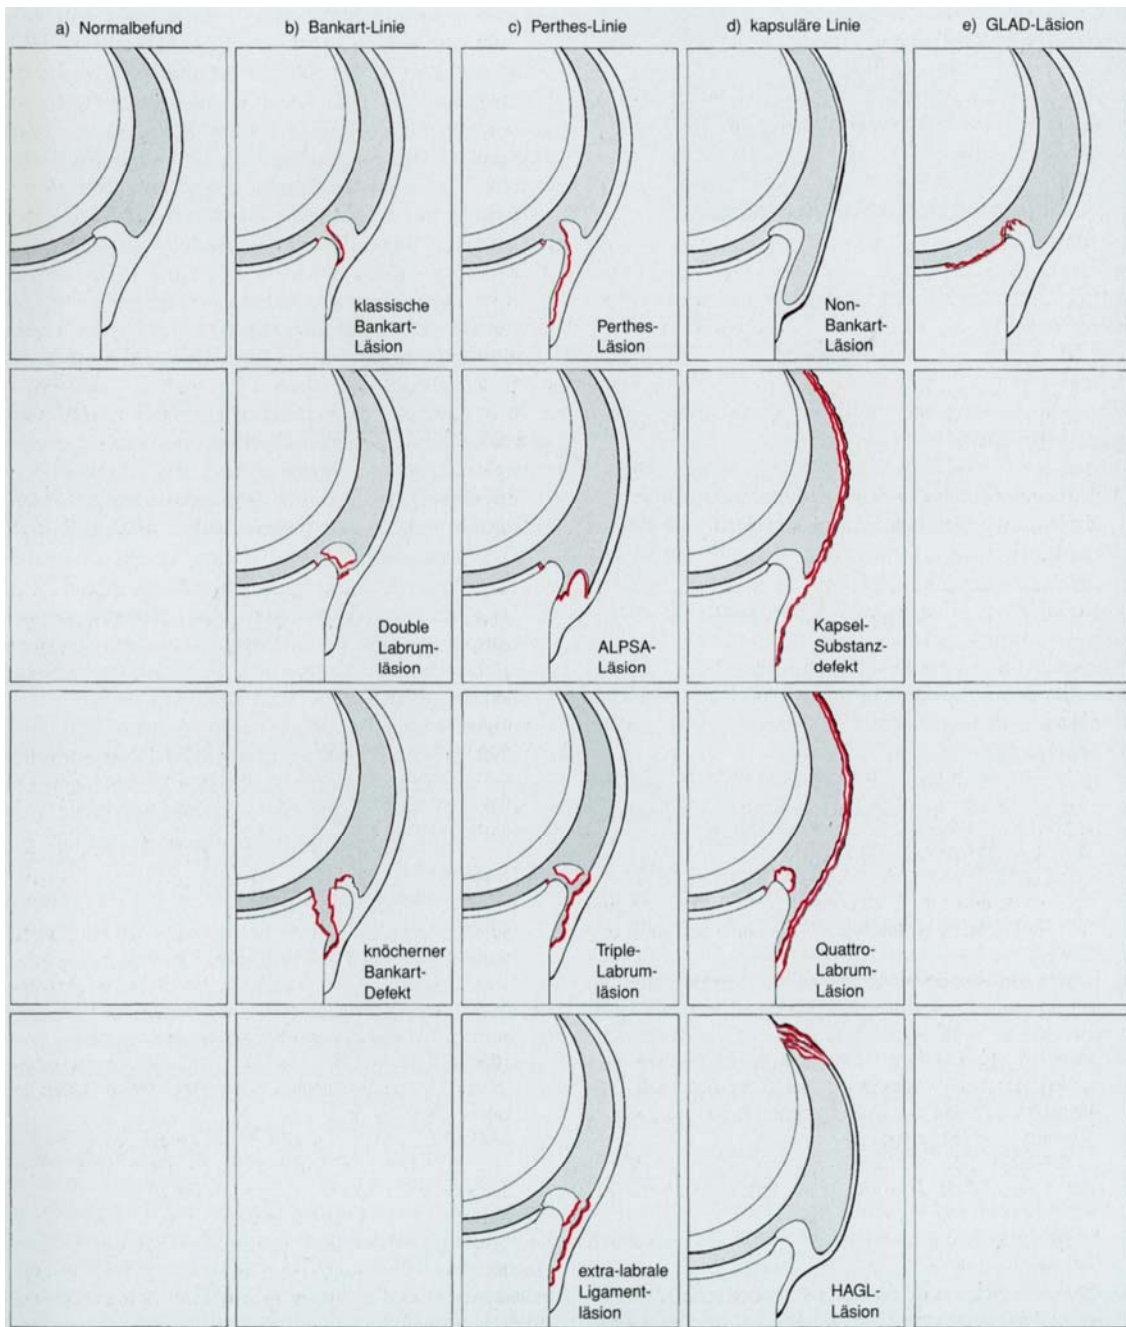 a) Normalbefund
b) Bankart-Linie
c) Perthes-Linie
d) kapsuläre Linie
e) GLAD-Läsion
klassische
Bankart-
Läsion
Perthes-
Läsion
Non-
Bankart-
Läsion
Double
Labrum-
läsion
ALPSA-
Läsion
Kapsel-
Substanz-
defekt
knöcherner
Bankart-
Defekt
Triple-
Labrum-
läsion
Quattro-
Labrum-
Läsion
extra-labrale
Ligament-
läsion
HAGL-
Läsion